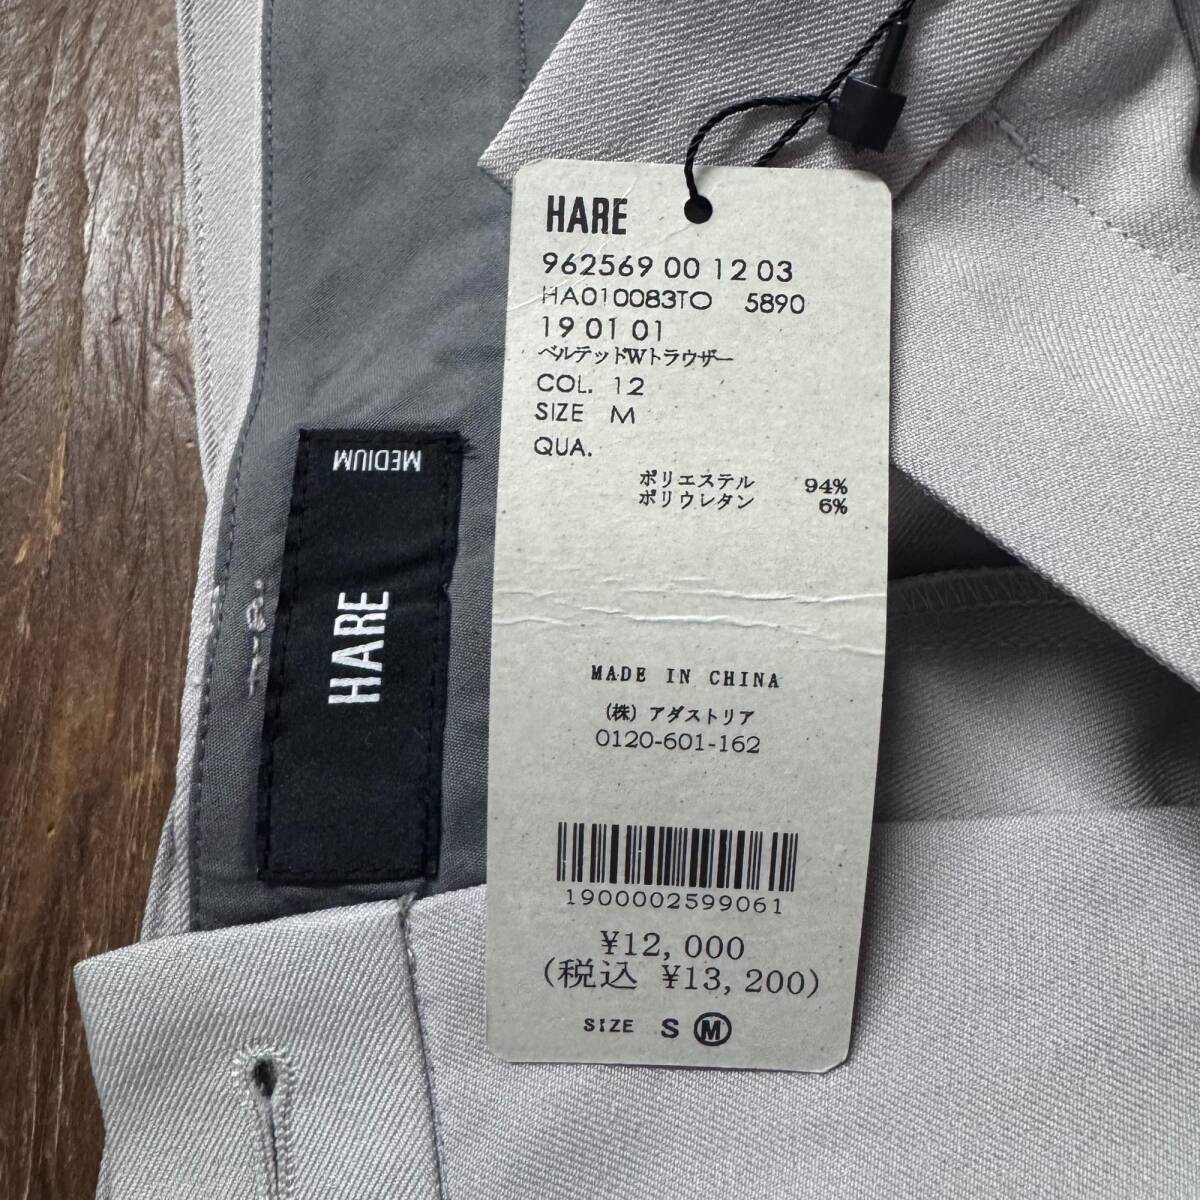 HARE
962569 00 12 03
HA010083TO 5890
19 01 01
ベルテッドWトラウザー
COL. 12
SIZE M
QUA.
ポリエステル 94%
ポリウレタン 6%
MADE IN CHINA
(株) アダストリア
0120-601-162
1900002599061
¥12,000
(税込 ¥13,200)
SIZE S Ⓜ
MEDIUM
HARE